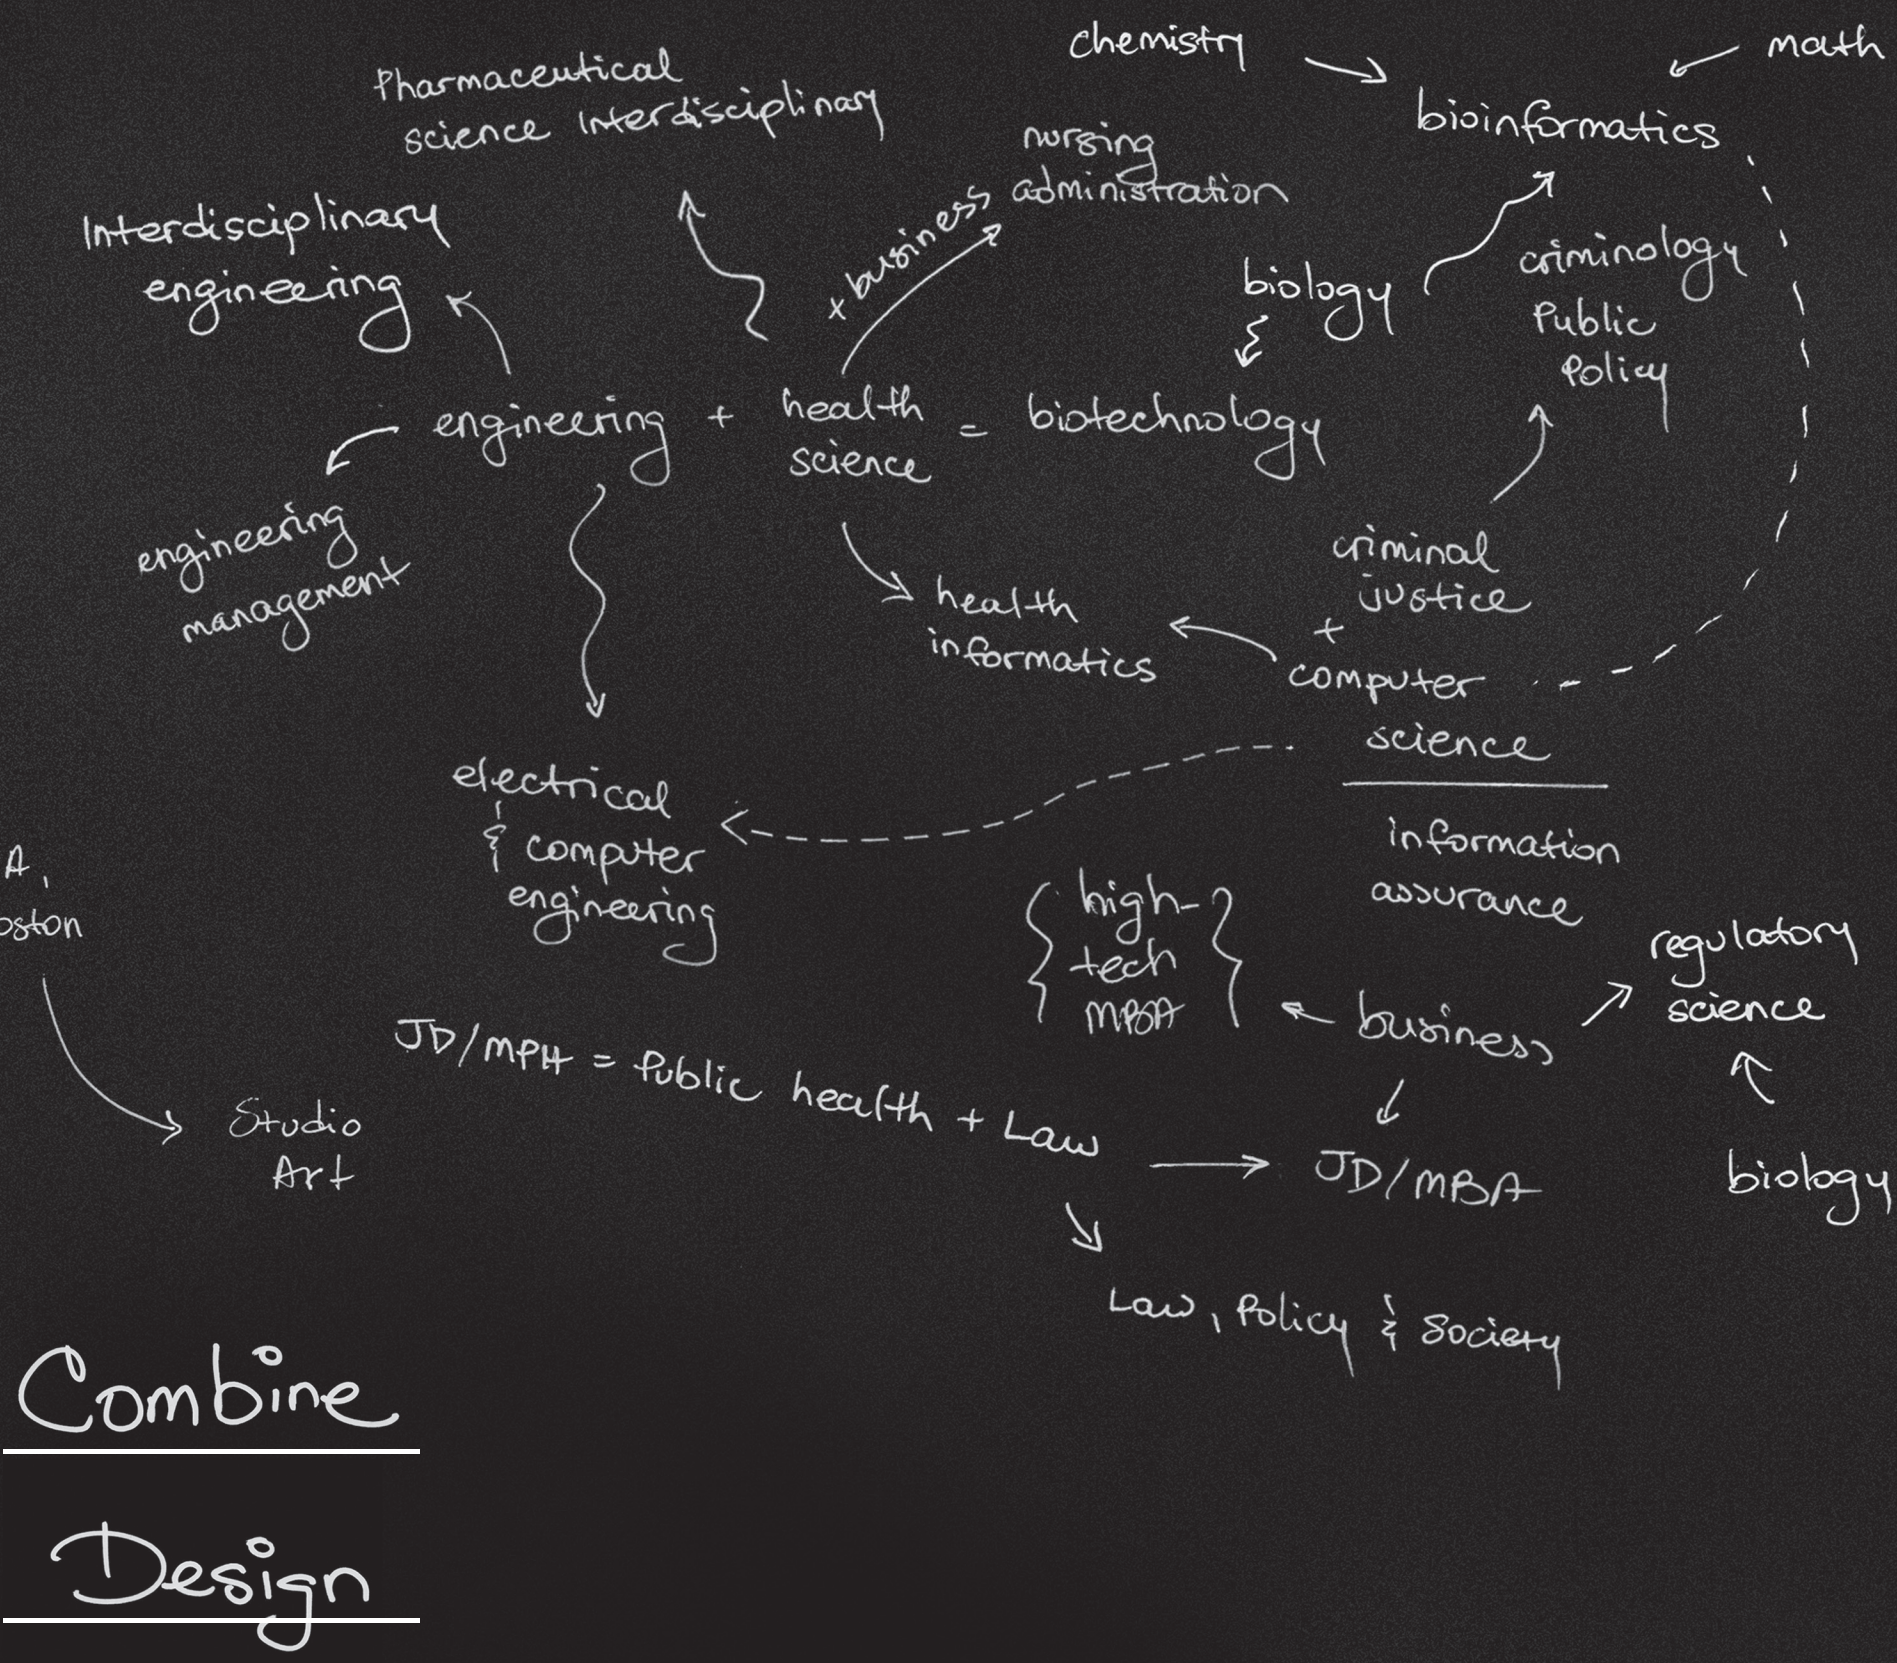 chemistry
math
Pharmaceutical
science Interdisciplinary
bioinformatics
nursing
administration
+ business
Interdisciplinary
engineering
biology
criminology
Public
Policy
engineering + health
science
= biotechnology
engineering
management
criminal
justice
+
computer
science
health
informatics
information
assurance
electrical
& computer
engineering
A,
high-
tech
MBA
business
regulatory
science
biology
JD/MPH = Public health + Law
JD/MBA
Studio
Art
Law, Policy & Society
Combine
Design